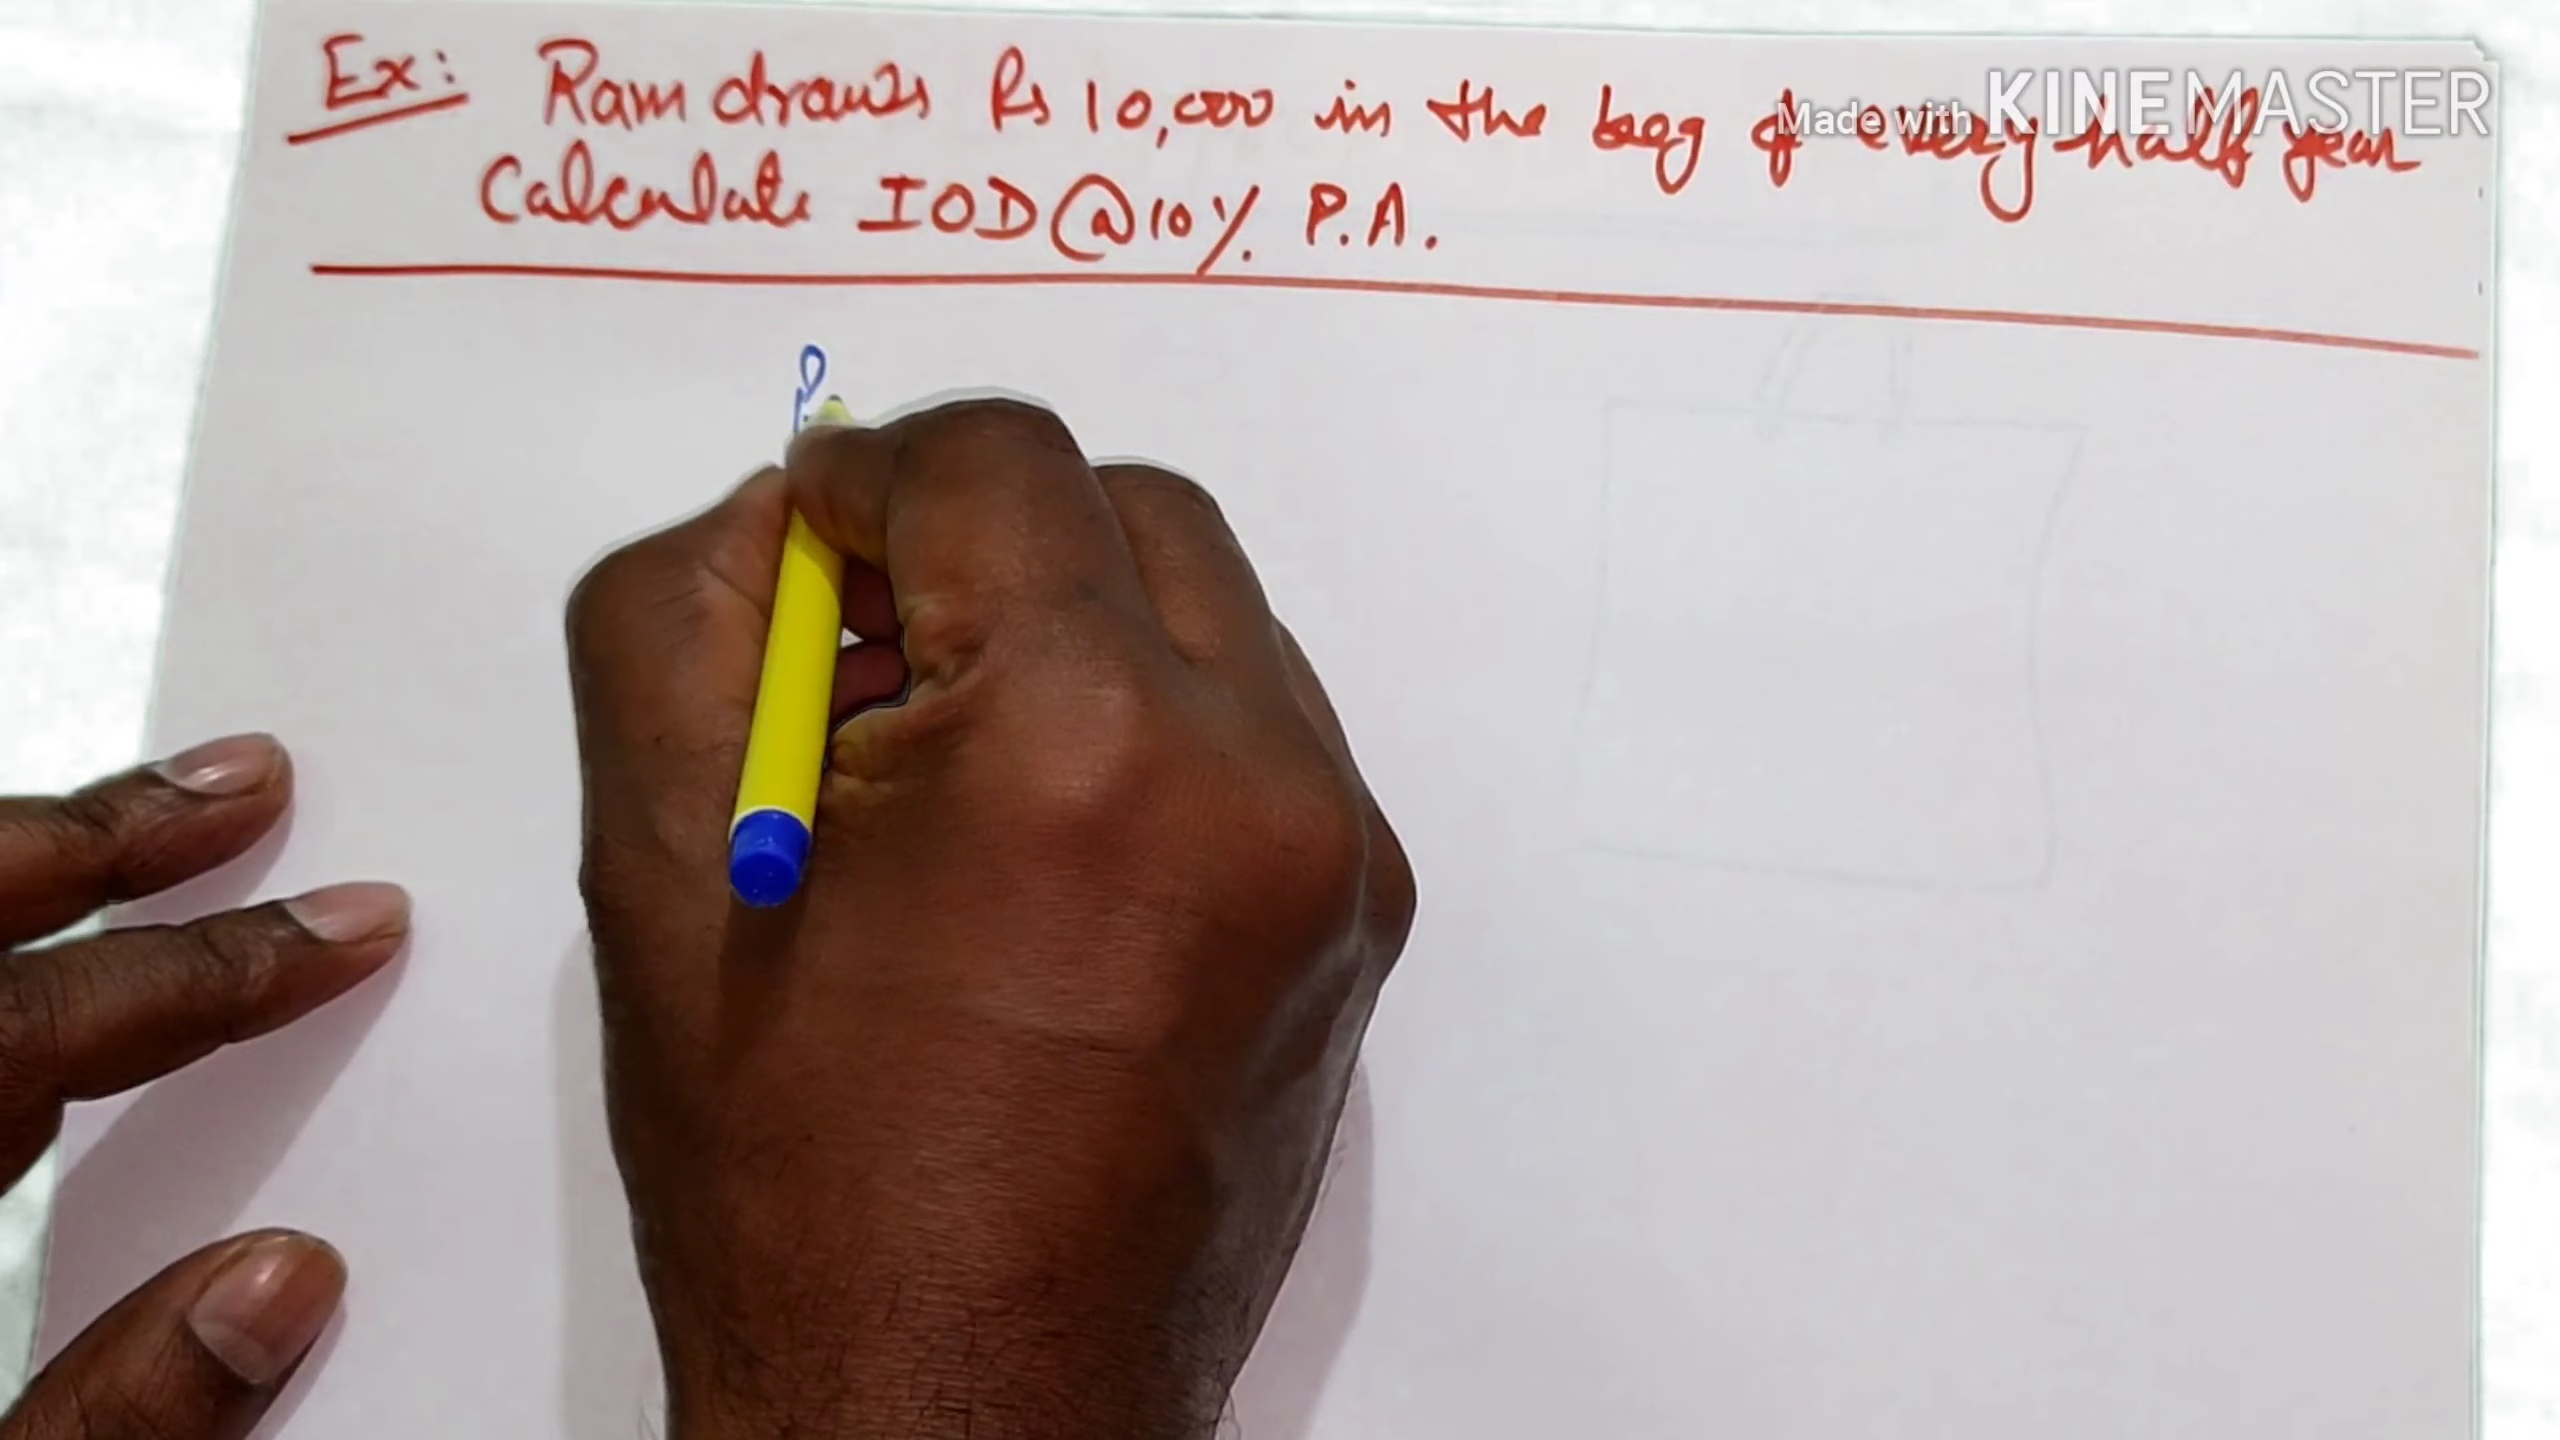 Ex: Ram draws Rs 10,000 in the beg of every half year
Made with KINEMASTER
Calculate IOD @ 10% P.A.